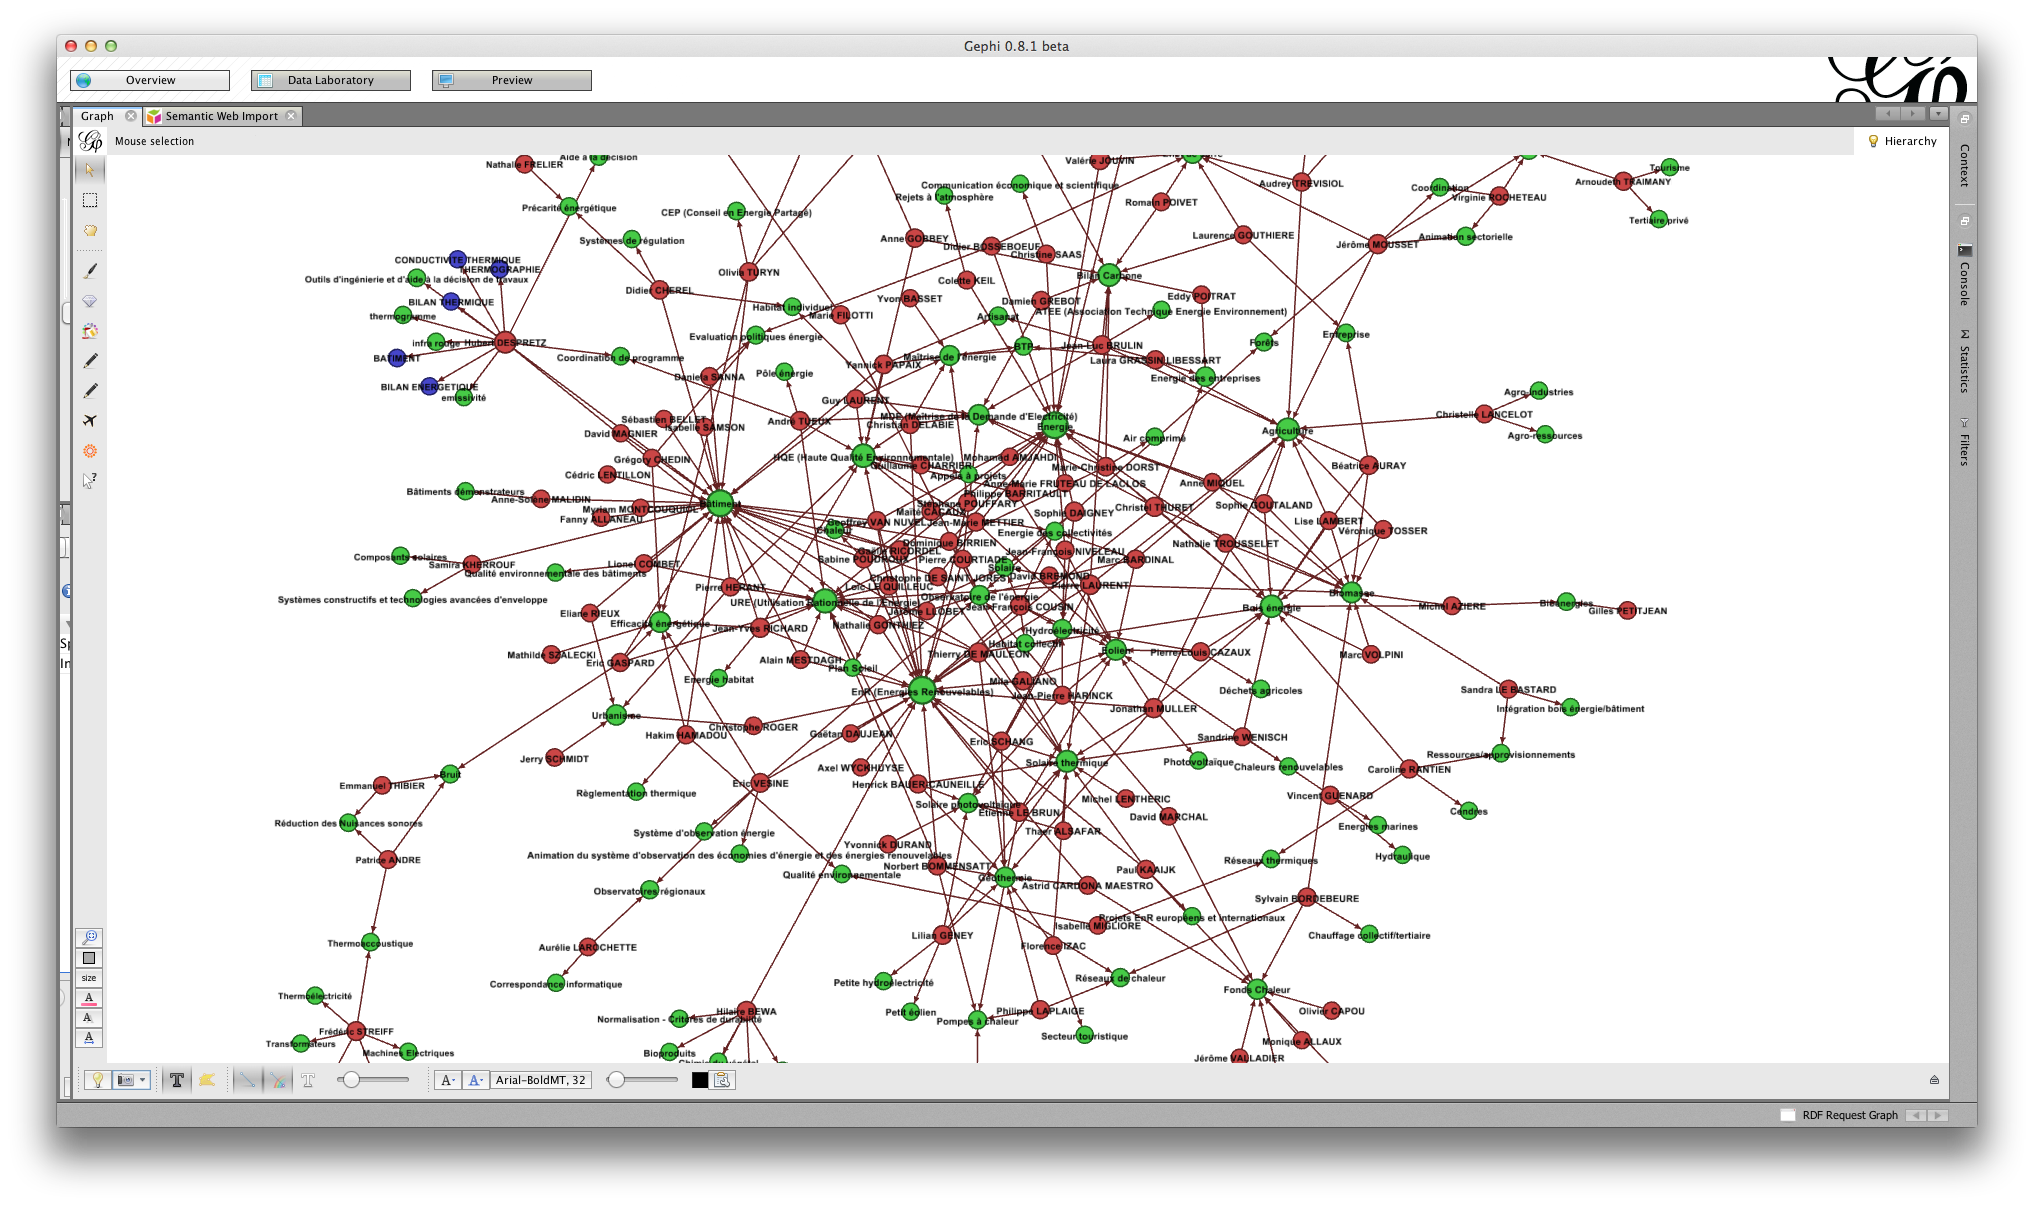 Gephi 0.8.1 beta
Overview
Data Laboratory
Preview
Graph
Semantic Web Import
Mouse selection
Hierarchy
Context
Console
Statistics
Filters
Nathalie FRELIER
Aide à la décision
Valérie JOUVIN
Audrey TREVISIOL
Arnoudeth TRAIMANY
Tourisme
Précarité énergétique
CEP (Conseil en Energie Partagé)
Communication économique et scientifique
Rejets à l'atmosphère
Romain POIVET
Coordination
Virginie ROCHETEAU
Tertiaire privé
Systèmes de régulation
Anne GOBBEY
Didier BOSSEBOEUF
Christine SAAS
Laurence GOUTHIERE
Jérôme MOUSSET
Animation sectorielle
CONDUCTIVITE THERMIQUE
THERMOGRAPHIE
Outils d'ingénierie et d'aide à la décision de travaux
Olivia TURYN
Colette KEIL
Bilan Carbone
Didier CHEREL
BILAN THERMIQUE
Yvon BASSET
Damien GREBOT
Eddy POITRAT
Habitat individuel
Marie FILOTTI
Artisanat
ATEE (Association Technique Energie Environnement)
thermogramme
infra rouge
Hubert DESPRETZ
Evaluation politiques énergie
BTP
Jean-Luc BRULIN
Forêts
Entreprise
BATIMENT
Coordination de programme
Yannick PAPAIX
Maîtrise de l'énergie
Laura GRASSIN LIBESSART
Daniela SANNA
Pôle énergie
Energie des entreprises
BILAN ENERGETIQUE
emissivité
Guy LAURENT
Agro-industries
Christelle LANCELOT
Sébastien BELLET
Isabelle SAMSON
André TUEUX
MDE (Maîtrise de la Demande d'Electricité)
Christian DELABIE
Energie
Agriculture
Agro-ressources
David MAGNIER
Air comprimé
Grégory CHEDIN
HQE (Haute Qualité Environnementale)
Guillaume CHARRIER
Mohamed AMJAHDI
Marie-Christine DORST
Béatrice AURAY
Cédric LENTILLON
Appels à projets
Anne-Marie FRUTEAU DE LACLOS
Anne MIQUEL
Bâtiments démonstrateurs
Anne-Solène MALIDIN
Bâtiment
Philippe BARRITAULT
Stéphane POUFFARY
Christel THURET
Sophie GOUTALAND
Myriam MONTCOUQUIOL
Fanny ALLANEAU
Sophie DAIGNEY
Geoffrey VAN NUVEL
Jean-Marie METTIER
Lise LAMBERT
Véronique TOSSER
Chaleur
Energie des collectivités
Dominique BIRRIEN
Nathalie TROUSSELET
Composants solaires
Samira KHERROUF
Lionel COMBET
Gaëlle RICORDEL
Sabine POUDROUX
Pierre COURTIADE
Jean-François NIVELEAU
Marc BARDINAL
Qualité environnementale des bâtiments
Solaire
Christophe DE SAINT JORES
David BREMOND
Pierre LAURENT
Pierre HERANT
Loïc LE QUILLEUC
Biomasse
Systèmes constructifs et technologies avancées d'enveloppe
URE (Utilisation Rationnelle de l'Energie)
Observatoire de l'énergie
Bois énergie
Michel AZIERE
Bioénergies
Gilles PETITJEAN
Eliane RIEUX
Jérôme LLOBET
Jean-François COUSIN
Efficacité énergétique
Jean-Yves RICHARD
Nathalie GONTHIEZ
Hydroélectricité
Habitat collectif
Mathilde SZALECKI
Eric GASPARD
Alain MESTDAGH
Plan Soleil
Thierry DE MAULEON
Eolien
Pierre-Louis CAZAUX
Marc VOLPINI
Energie habitat
EnR (Energies Renouvelables)
Mila GALIANO
Jean-Pierre HARINCK
Déchets agricoles
Sandra LE BASTARD
Urbanisme
Christophe ROGER
Jonathan MULLER
Intégration bois énergie/bâtiment
Hakim HAMADOU
Gaëtan DAUJEAN
Eric SCHANG
Sandrine WENISCH
Jerry SCHMIDT
Axel WYCKHUYSE
Solaire thermique
Photovoltaïque
Chaleurs renouvelables
Ressources/approvisionnements
Caroline RANTIEN
Bruit
Emmanuel THIBIER
Eric VESINE
Henrick BAUER
CAUNEILLE
Règlementation thermique
Solaire photovoltaïque
Michel LENTHERIC
Vincent GUENARD
Cendres
Etienne LE BRUN
David MARCHAL
Réduction des Nuisances sonores
Système d'observation énergie
Thaer ALSAFAR
Energies marines
Yvonnick DURAND
Patrice ANDRE
Animation du système d'observation des économies d'énergie et des énergies renouvelables
Réseaux thermiques
Hydraulique
Norbert BOMMENSATT
Qualité environnementale
Géothermie
Paul KAAIJK
Astrid CARDONA MAESTRO
Observatoires régionaux
Sylvain BORDEBEURE
Projets EnR européens et internationaux
Isabelle MIGLIORE
Thermoaccoustique
Aurélie LAROCHETTE
Lilian GENEY
Florence IZAC
Chauffage collectif/tertiaire
Correspondance informatique
Petite hydroélectricité
Réseaux de chaleur
Fonds Chaleur
Thermoélectricité
Normalisation - Critères de durabilité
Hilaire BEWA
Petit éolien
Pompes à chaleur
Philippe LAPLAIGE
Olivier CAPOU
Frédéric STREIFF
Secteur touristique
Transformateurs
Machines Electriques
Bioproduits
Monique ALLAUX
Jérôme VALLADIER
size
Arial-BoldMT, 32
RDF Request Graph